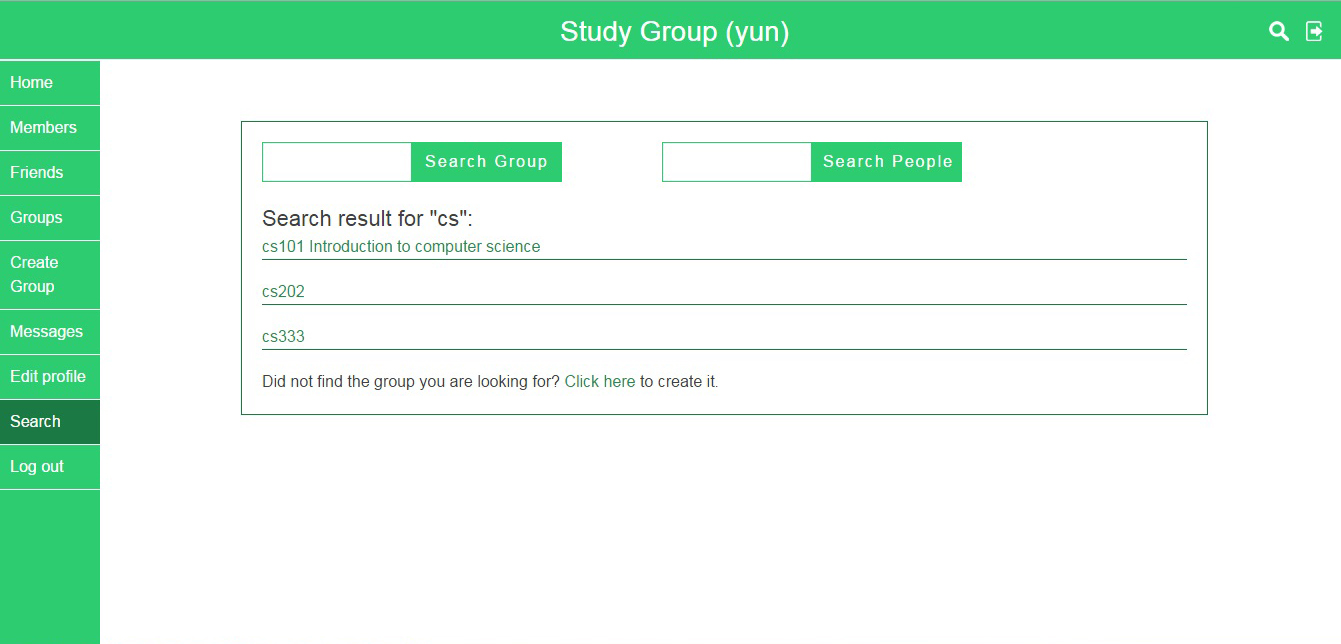 Study Group (yun)
Home
Members
Friends
Groups
Create
Group
Messages
Edit profile
Search
Log out
Search Group
Search People
Search result for "cs":
cs101 Introduction to computer science
cs202
cs333
Did not find the group you are looking for? Click here to create it.